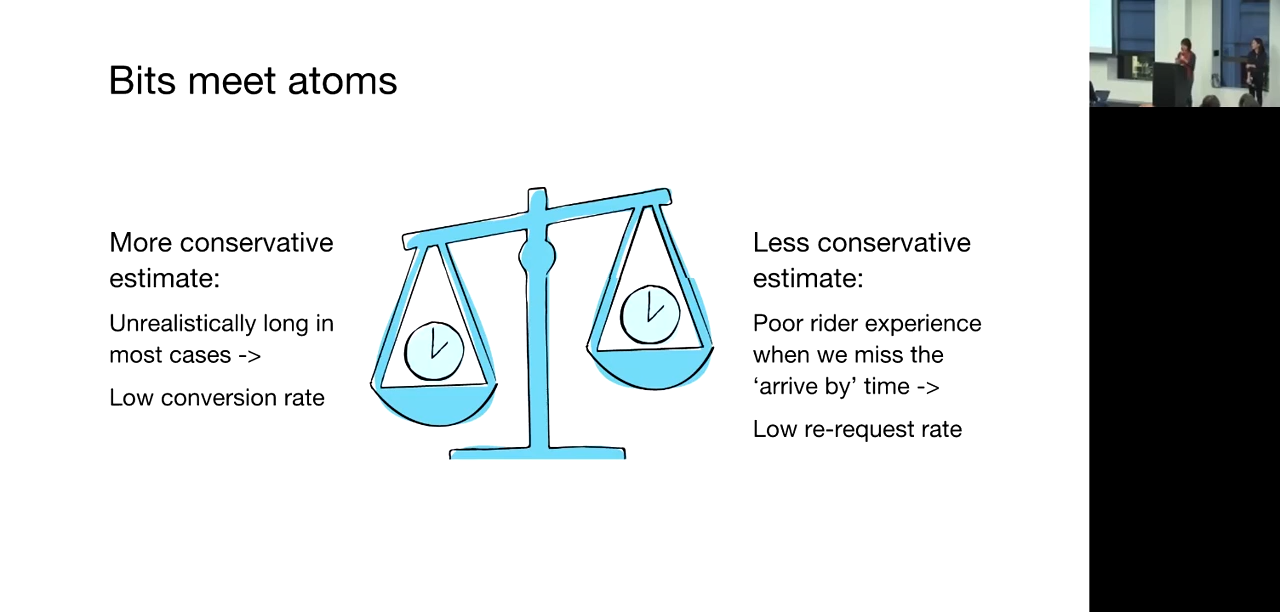 Bits meet atoms
More conservative
estimate:
Unrealistically long in
most cases ->
Low conversion rate
Less conservative
estimate:
Poor rider experience
when we miss the
‘arrive by’ time ->
Low re-request rate